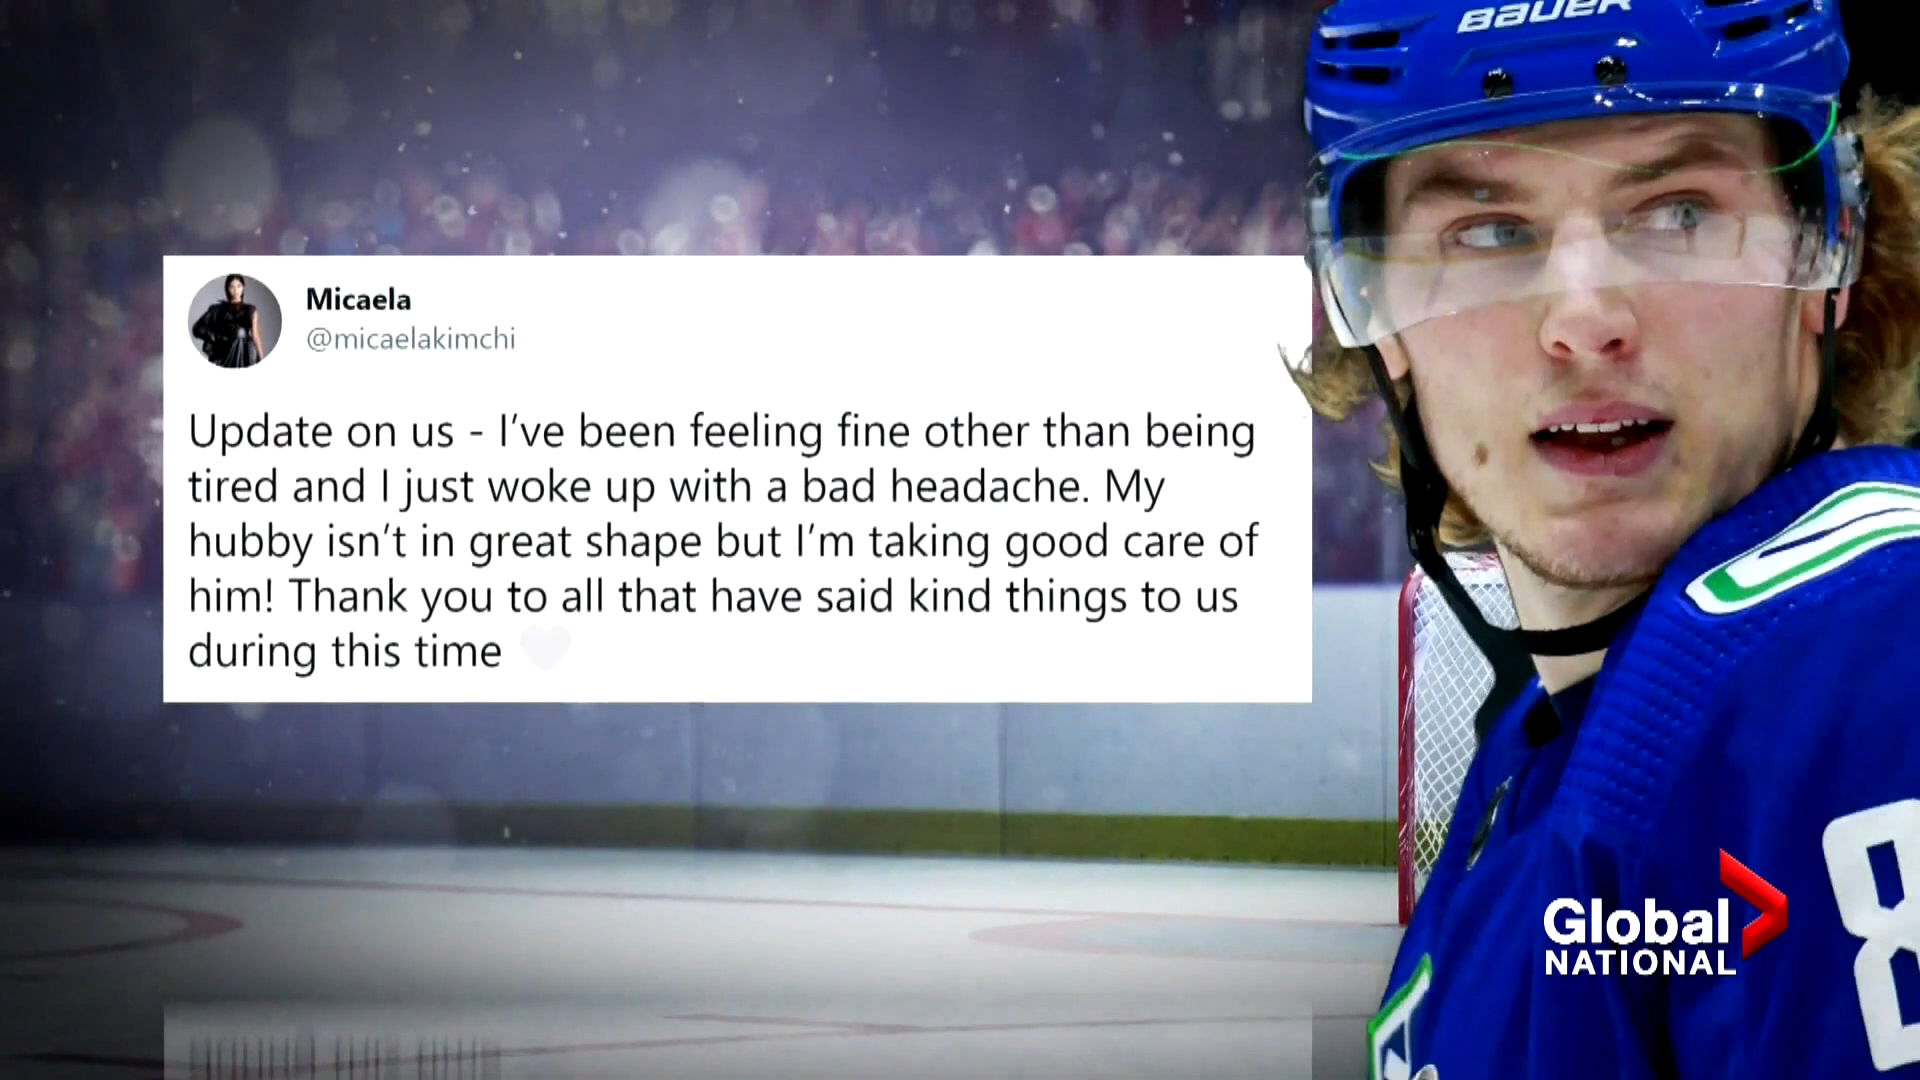 BAUER
Micaela
@micaelakimchi
Update on us - I’ve been feeling fine other than being
tired and I just woke up with a bad headache. My
hubby isn’t in great shape but I’m taking good care of
him! Thank you to all that have said kind things to us
during this time
8
Global
NATIONAL